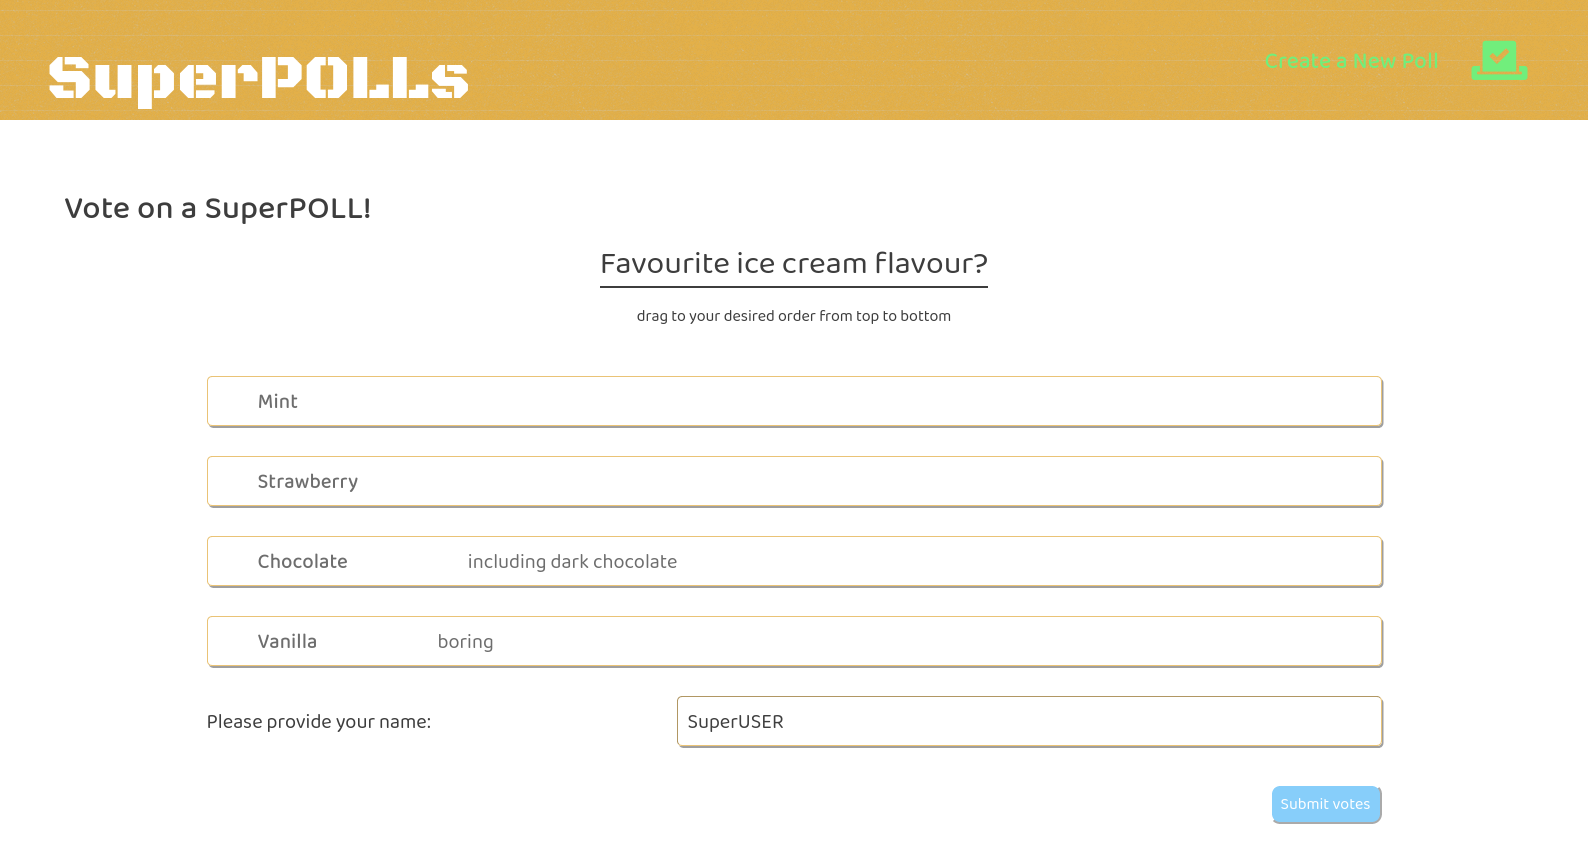 SuperPOLLs
Create a New Poll
Vote on a SuperPOLL!
Favourite ice cream flavour?
drag to your desired order from top to bottom
Mint
Strawberry
Chocolate including dark chocolate
Vanilla boring
Please provide your name: SuperUSER
Submit votes